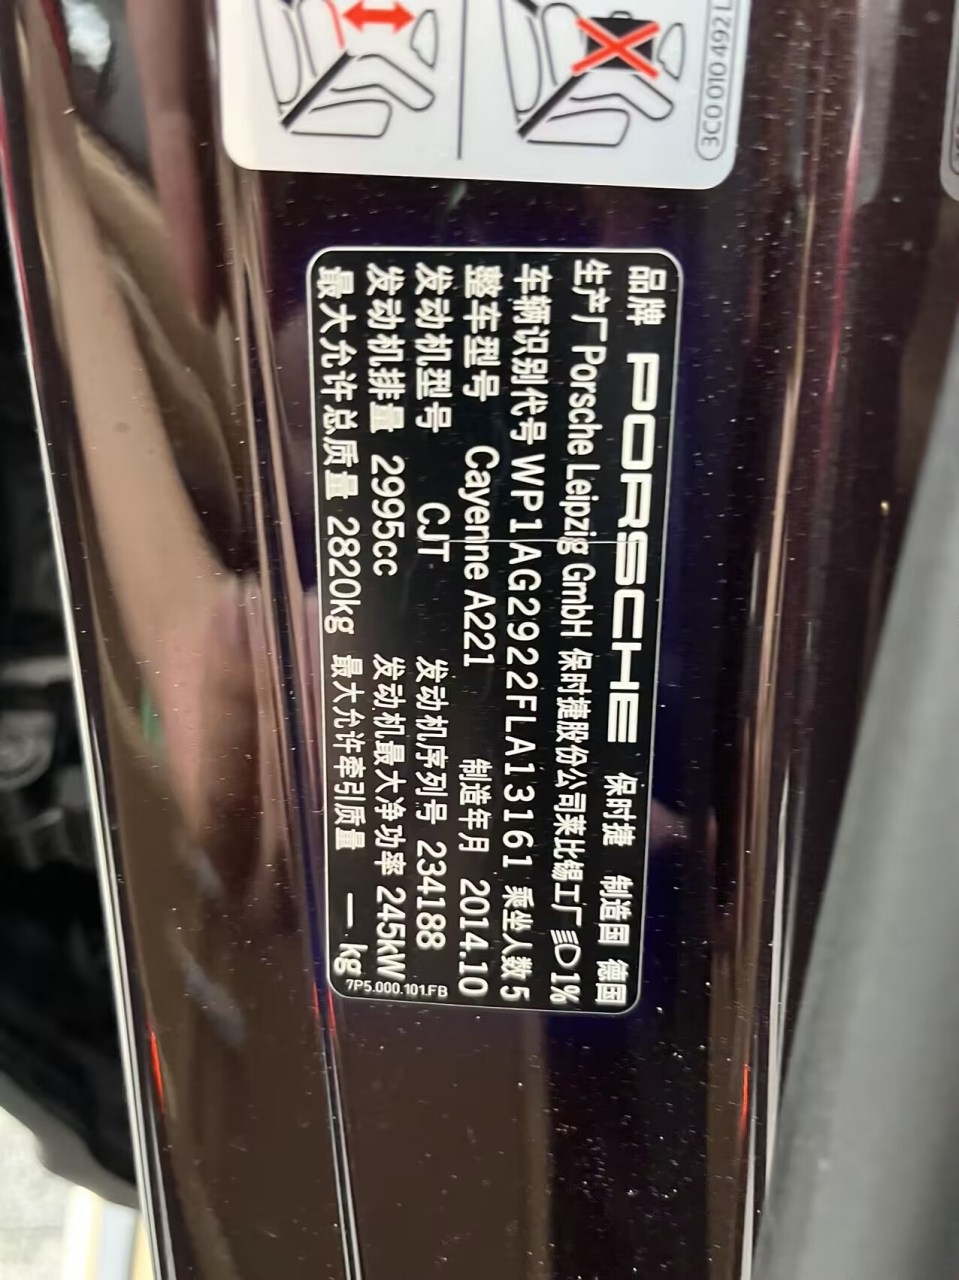 3C0 010 492 L
品牌 PORSCHE 保时捷 制造国 德国
生产厂 Porsche Leipzig GmbH 保时捷股份公司莱比锡工厂 1%
车辆识别代号 WP1AG2922FLA13161 乘坐人数 5
整车型号 Cayenne A221 制造年月 2014.10
发动机型号 CJT 发动机序列号 234188
发动机排量 2995cc 发动机最大净功率 245kW
最大允许总质量 2820kg 最大允许牵引质量 — kg
7P5.000.101.FB